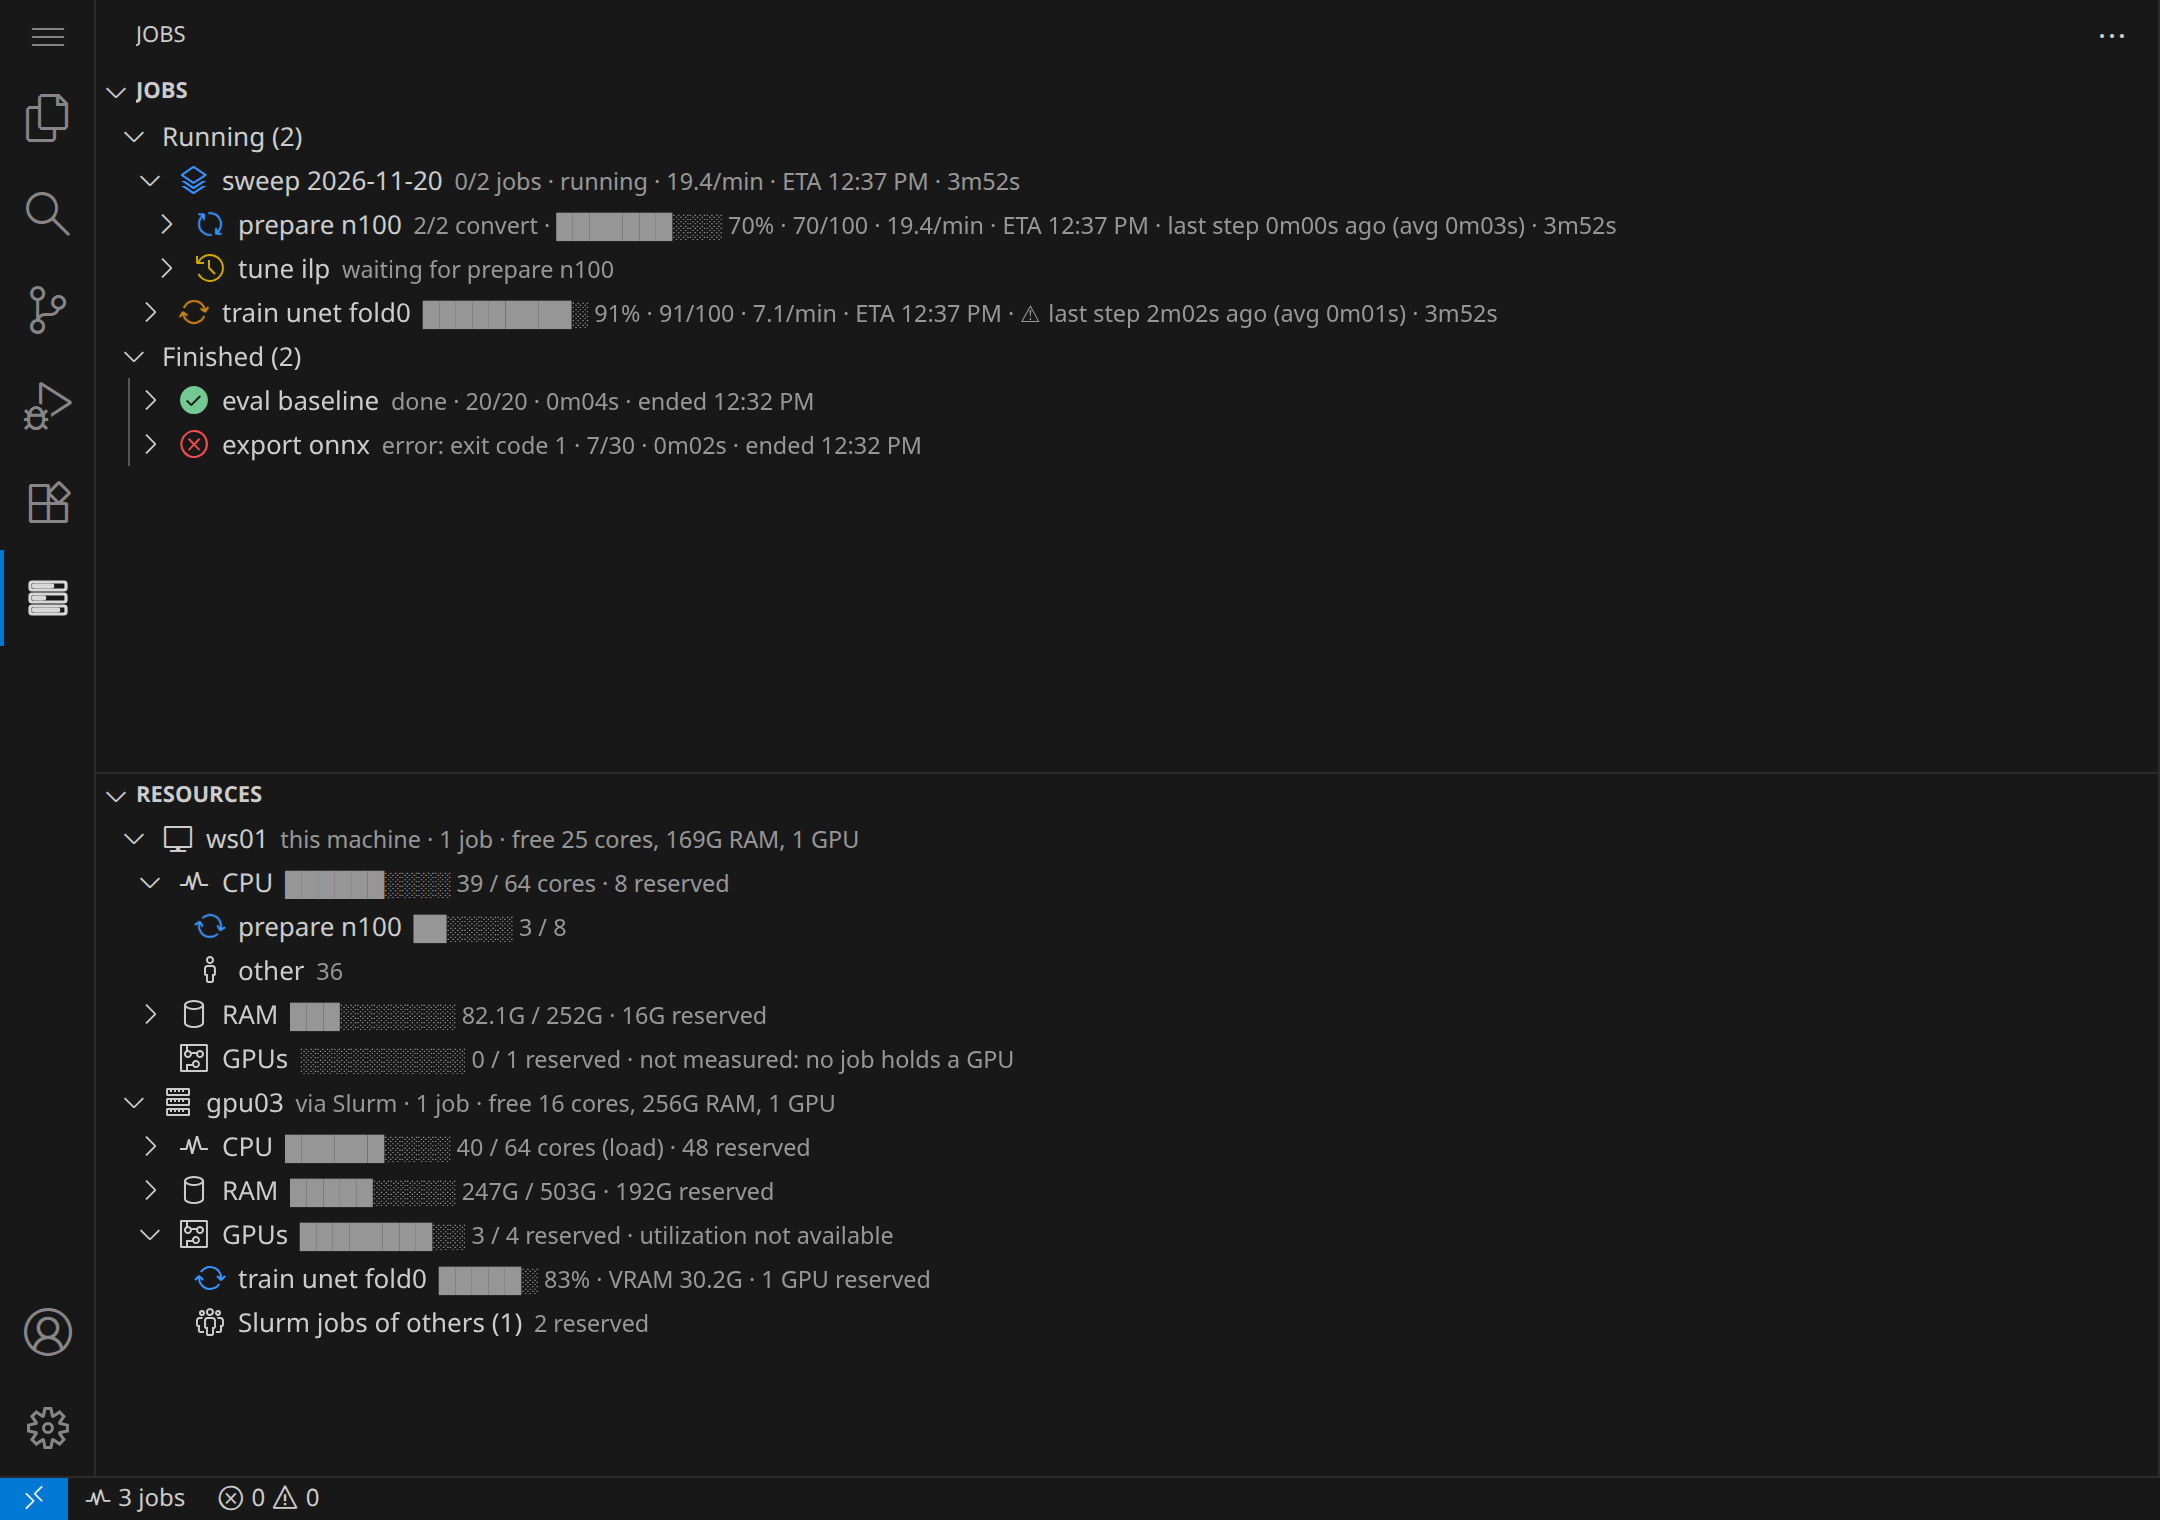 JOBS
JOBS
Running (2)
sweep 2026-11-20 0/2 jobs · running · 19.4/min · ETA 12:37 PM · 3m52s
prepare n100 2/2 convert · ███████░░░ 70% · 70/100 · 19.4/min · ETA 12:37 PM · last step 0m00s ago (avg 0m03s) · 3m52s
tune ilp waiting for prepare n100
train unet fold0 █████████░ 91% · 91/100 · 7.1/min · ETA 12:37 PM · ⚠ last step 2m02s ago (avg 0m01s) · 3m52s
Finished (2)
eval baseline done · 20/20 · 0m04s · ended 12:32 PM
export onnx error: exit code 1 · 7/30 · 0m02s · ended 12:32 PM
RESOURCES
ws01 this machine · 1 job · free 25 cores, 169G RAM, 1 GPU
CPU ██████░░░░ 39 / 64 cores · 8 reserved
prepare n100 ██░░░░ 3 / 8
other 36
RAM ███░░░░░░░ 82.1G / 252G · 16G reserved
GPUs ░░░░░░░░░░ 0 / 1 reserved · not measured: no job holds a GPU
gpu03 via Slurm · 1 job · free 16 cores, 256G RAM, 1 GPU
CPU ██████░░░░ 40 / 64 cores (load) · 48 reserved
RAM █████░░░░░ 247G / 503G · 192G reserved
GPUs ████████░░ 3 / 4 reserved · utilization not available
train unet fold0 █████░ 83% · VRAM 30.2G · 1 GPU reserved
Slurm jobs of others (1) 2 reserved
3 jobs 0 0